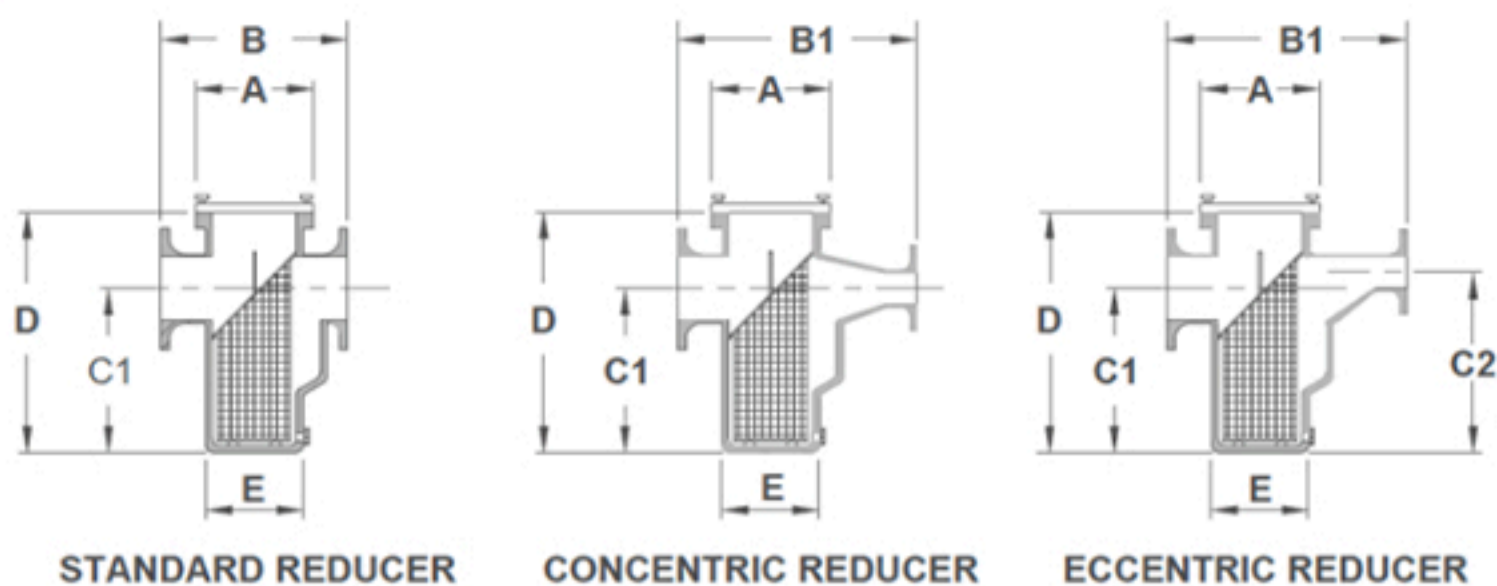 B B1 B1
A A A
D C1 D C1 D C1 C2
E E E
STANDARD REDUCER CONCENTRIC REDUCER ECCENTRIC REDUCER